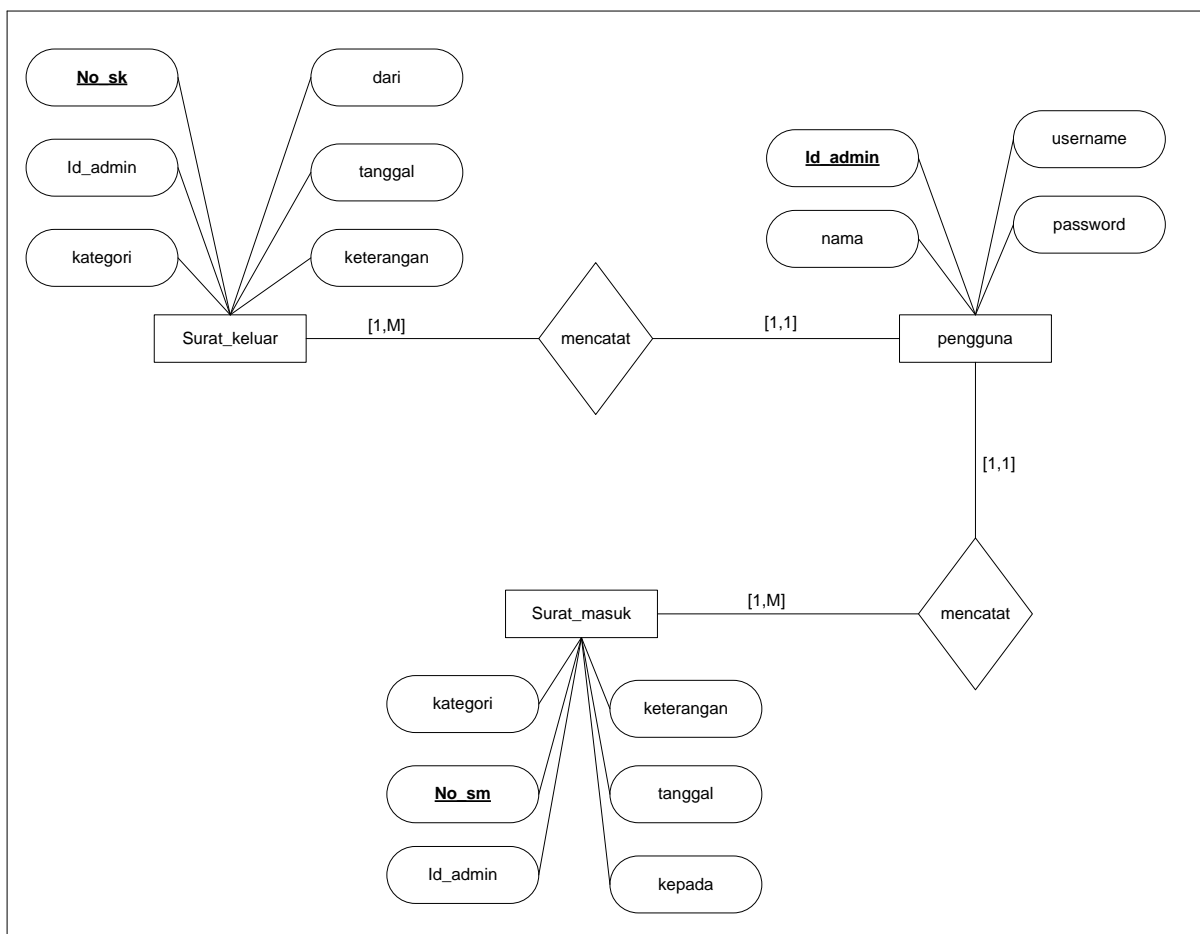 No_sk
dari
Id_admin
tanggal
kategori
keterangan
Surat_keluar
[1,M]
mencatat
[1,1]
Id_admin
username
nama
password
pengguna
[1,1]
mencatat
[1,M]
Surat_masuk
kategori
keterangan
No_sm
tanggal
Id_admin
kepada